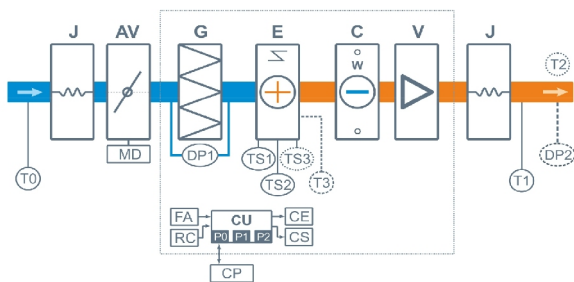 J AV G E C V J
w
T2
DP1 TS1 TS3 DP2
MD TS2 T3
T0 T1
FA CU CE
RC P0 P1 P2 CS
CP